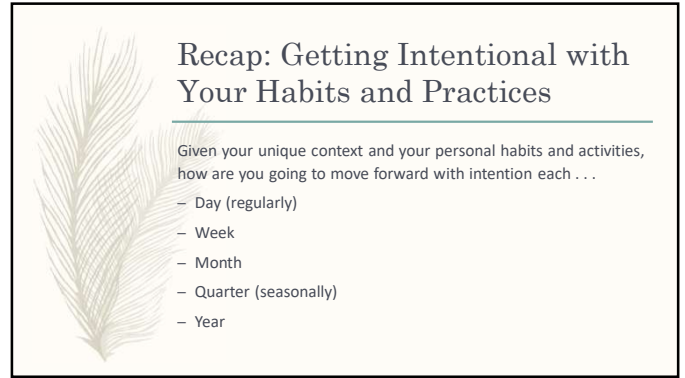 Recap: Getting Intentional with
Your Habits and Practices
Given your unique context and your personal habits and activities,
how are you going to move forward with intention each . . .
– Day (regularly)
– Week
– Month
– Quarter (seasonally)
– Year